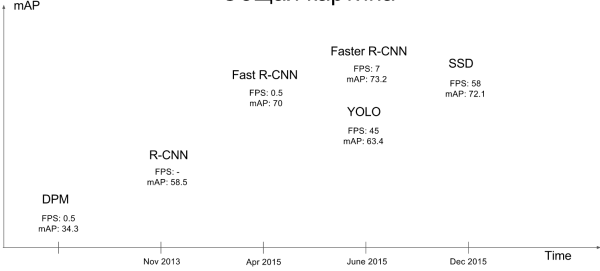 mAP
Faster R-CNN
FPS: 7
mAP: 73.2
SSD
FPS: 58
mAP: 72.1
Fast R-CNN
FPS: 0.5
mAP: 70
YOLO
FPS: 45
mAP: 63.4
R-CNN
FPS: -
mAP: 58.5
DPM
FPS: 0.5
mAP: 34.3
Time
Nov 2013
Apr 2015
June 2015
Dec 2015